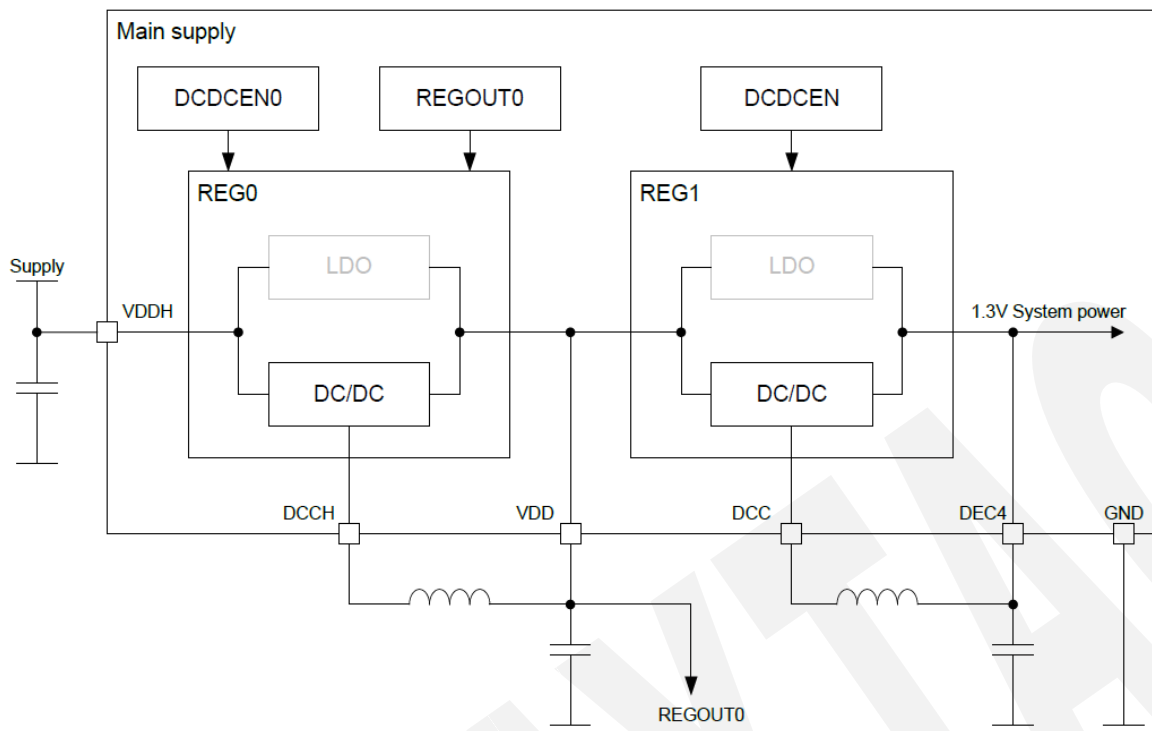 Main supply
DCDCEN0
REGOUT0
DCDCEN
REG0
REG1
LDO
LDO
Supply
VDDH
1.3V System power
DC/DC
DC/DC
DCCH
VDD
DCC
DEC4
GND
REGOUT0